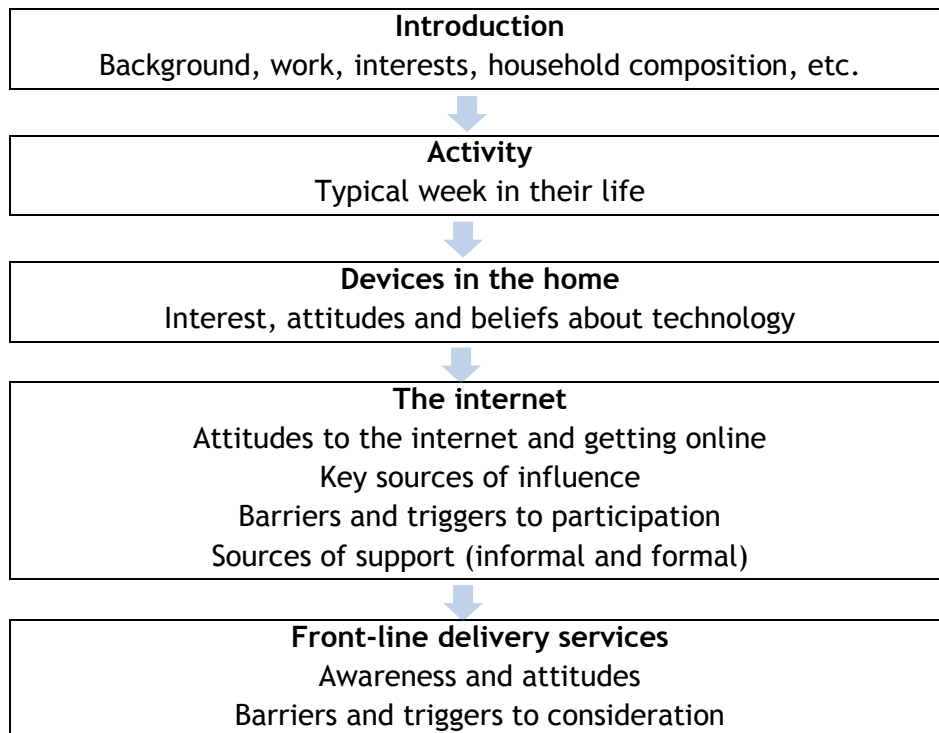 Introduction
Background, work, interests, household composition, etc.
Activity
Typical week in their life
Devices in the home
Interest, attitudes and beliefs about technology
The internet
Attitudes to the internet and getting online
Key sources of influence
Barriers and triggers to participation
Sources of support (informal and formal)
Front-line delivery services
Awareness and attitudes
Barriers and triggers to consideration